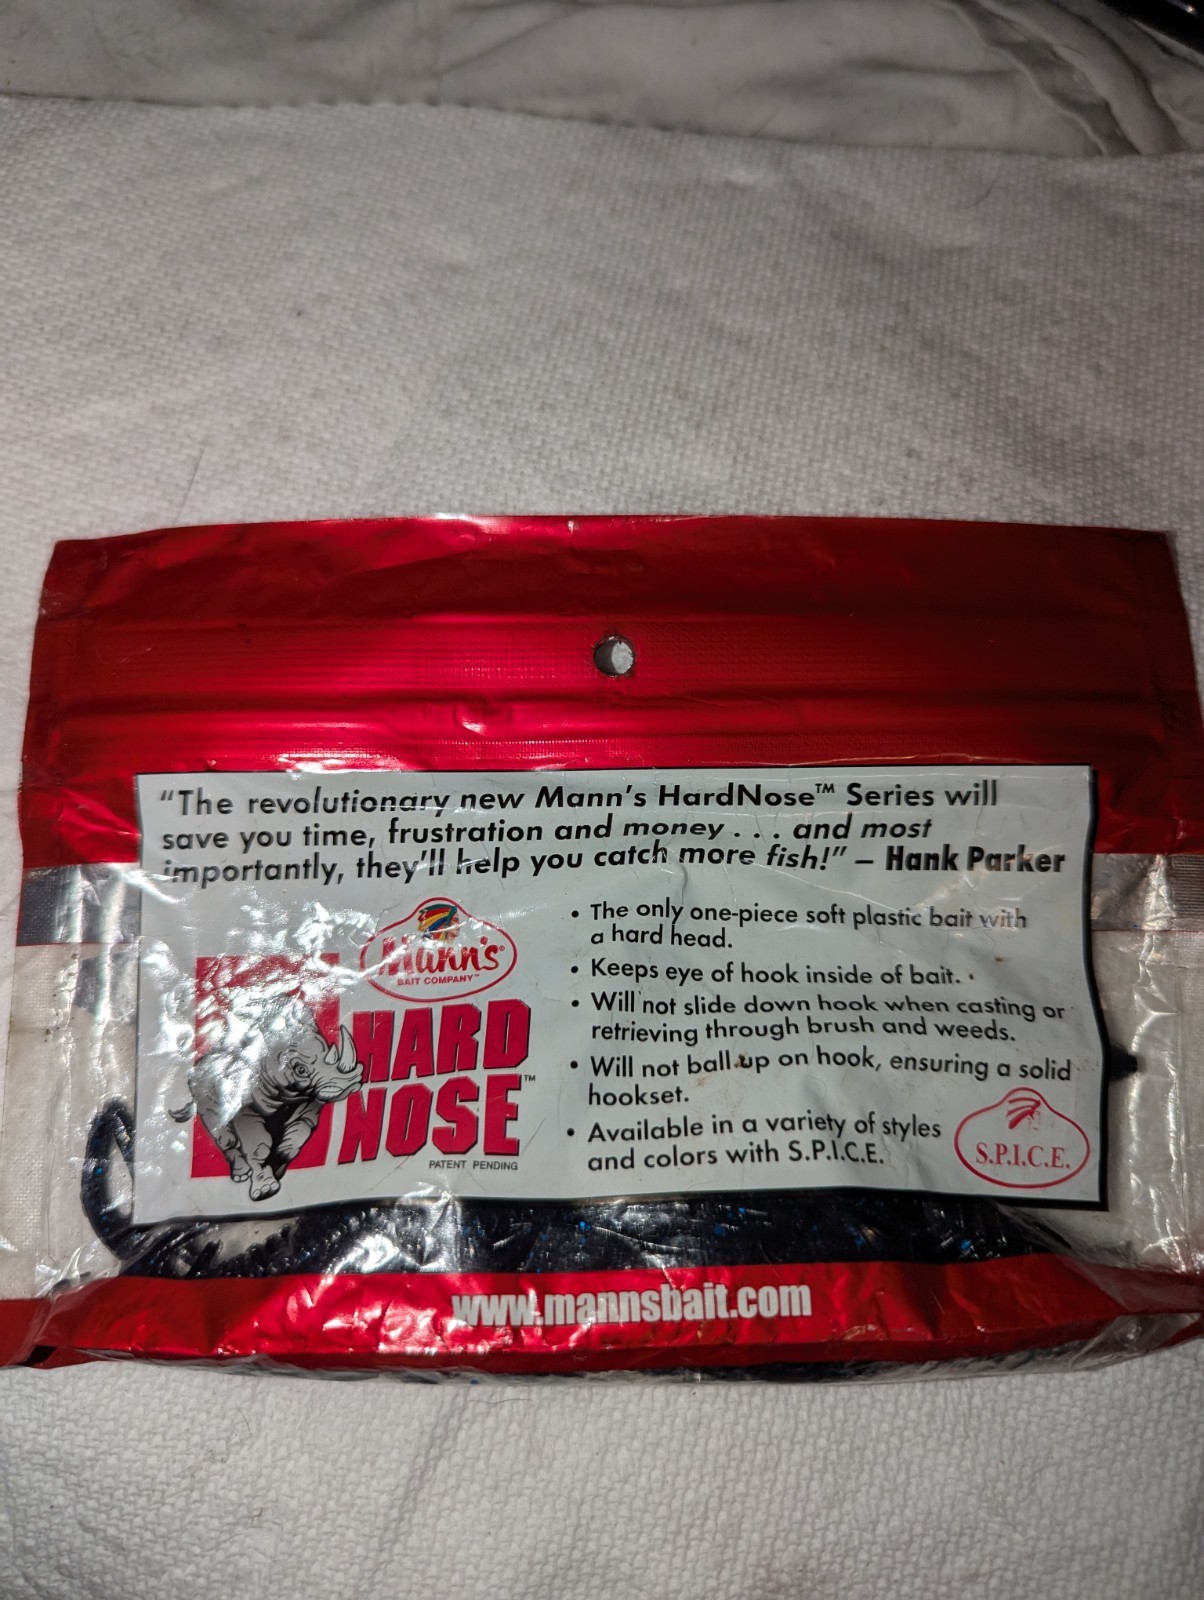 “The revolutionary new Mann's HardNose™ Series will
save you time, frustration and money . . . and most
importantly, they'll help you catch more fish!” – Hank Parker
Mann's®
BAIT COMPANY™
HARD
NOSE™
PATENT PENDING
• The only one-piece soft plastic bait with
a hard head.
• Keeps eye of hook inside of bait.
• Will not slide down hook when casting or
retrieving through brush and weeds.
• Will not ball up on hook, ensuring a solid
hookset.
• Available in a variety of styles
and colors with S.P.I.C.E.
S.P.I.C.E.
www.mannsbait.com